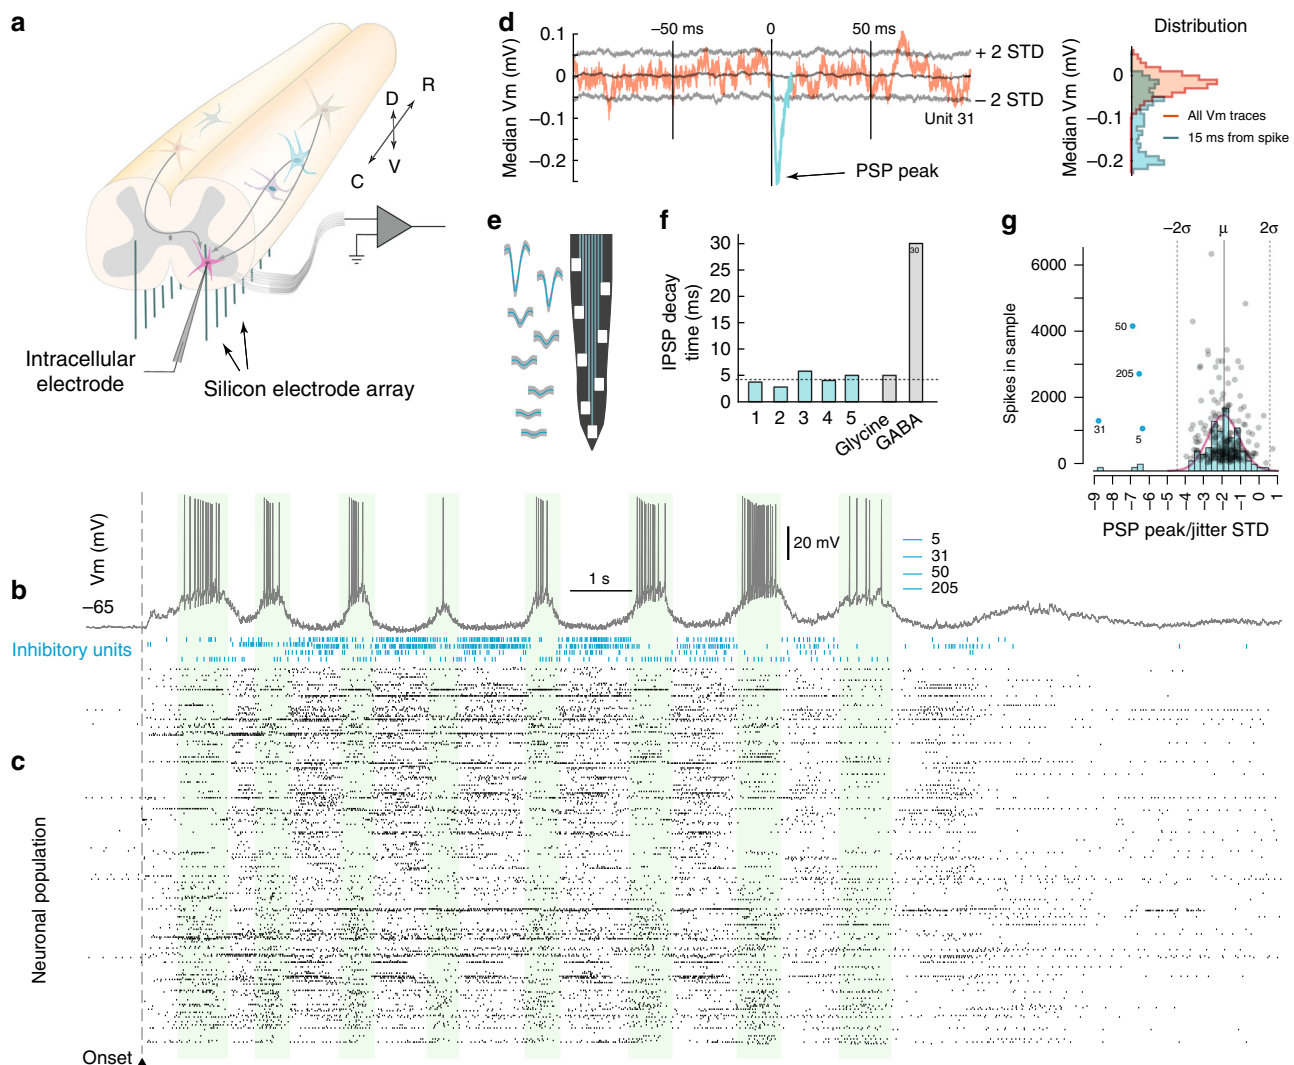 a
D
R
V
C
Intracellular
electrode
Silicon electrode array
d
Median Vm (mV)
0.1
0
−0.1
−0.2
−50 ms
0
50 ms
+ 2 STD
− 2 STD
Unit 31
PSP peak
Distribution
Median Vm (mV)
0
−0.1
−0.2
All Vm traces
15 ms from spike
e
f
IPSP decay
time (ms)
30
25
20
15
10
5
0
30
1 2 3 4 5 Glycine GABA
g
−2σ μ 2σ
Spikes in sample
6000
4000
2000
0
50
205
31
5
−9 −8 −7 −6 −5 −4 −3 −2 −1 0 1
PSP peak/jitter STD
b
Vm (mV)
−65
20 mV
1 s
5
31
50
205
Inhibitory units
c
Neuronal population
Onset